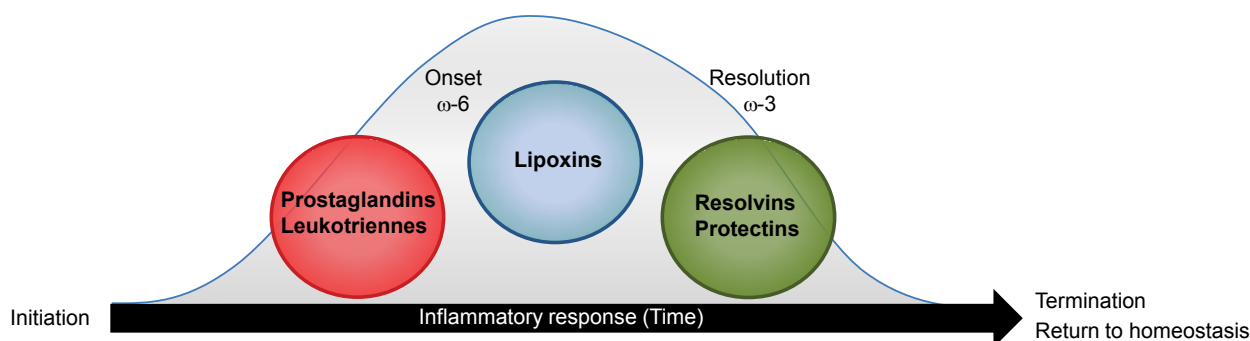 Onset
ω-6
Resolution
ω-3
Lipoxins
Prostaglandins
Leukotriennes
Resolvins
Protectins
Initiation
Inflammatory response (Time)
Termination
Return to homeostasis